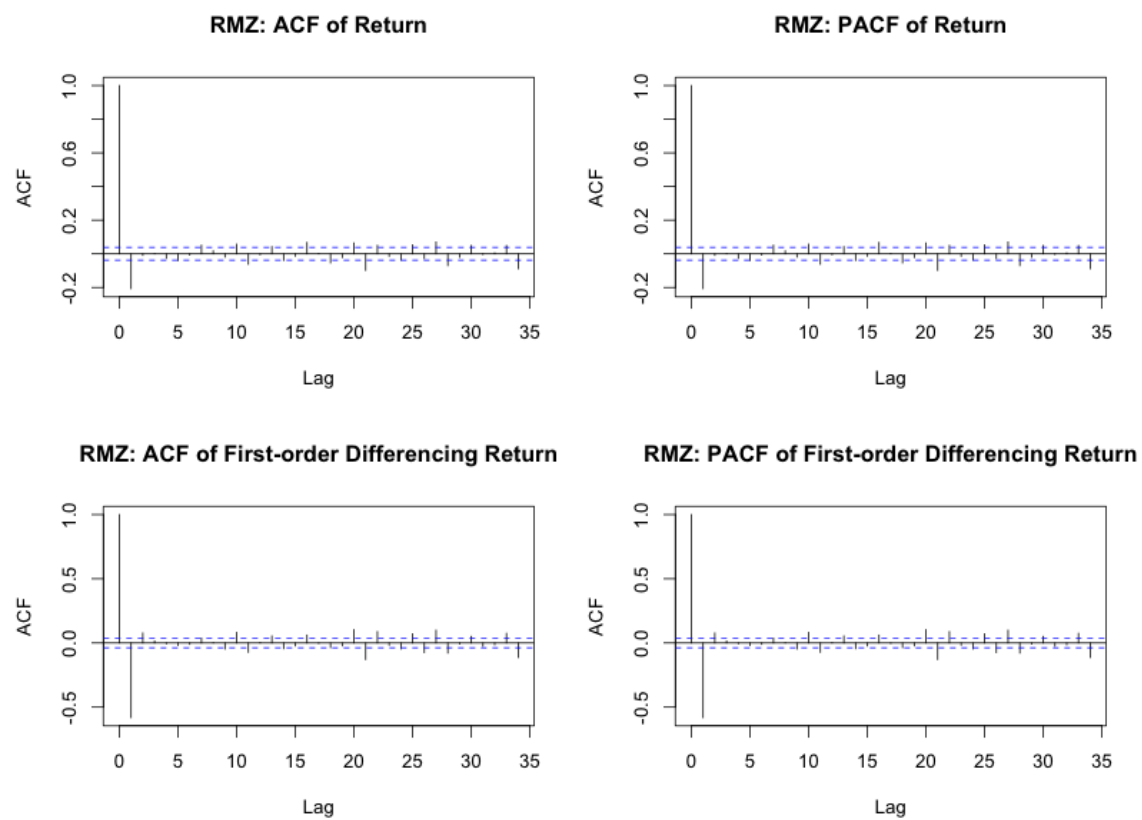 RMZ: ACF of Return
ACF
1.0
0.6
0.2
-0.2
0 5 10 15 20 25 30 35
Lag
RMZ: PACF of Return
ACF
1.0
0.6
0.2
-0.2
0 5 10 15 20 25 30 35
Lag
RMZ: ACF of First-order Differencing Return
ACF
1.0
0.5
0.0
-0.5
0 5 10 15 20 25 30 35
Lag
RMZ: PACF of First-order Differencing Return
ACF
1.0
0.5
0.0
-0.5
0 5 10 15 20 25 30 35
Lag